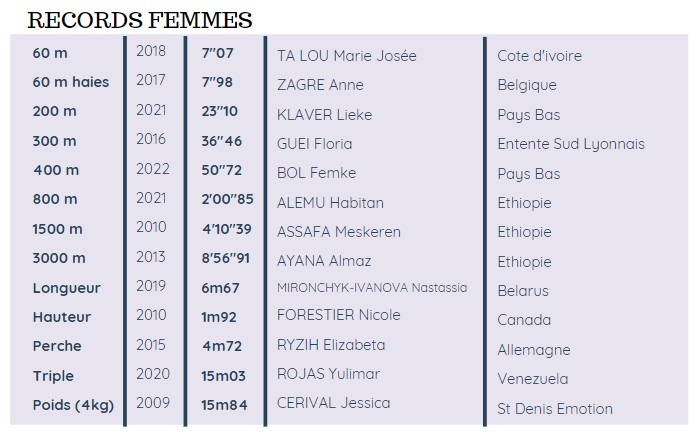 RECORDS FEMMES
60 m 2018 7"07 TA LOU Marie Josée Cote d'ivoire
60 m haies 2017 7"98 ZAGRE Anne Belgique
200 m 2021 23"10 KLAVER Lieke Pays Bas
300 m 2016 36"46 GUEI Floria Entente Sud Lyonnais
400 m 2022 50"72 BOL Femke Pays Bas
800 m 2021 2'00"85 ALEMU Habitan Ethiopie
1500 m 2010 4'10"39 ASSAFA Meskeren Ethiopie
3000 m 2013 8'56"91 AYANA Almaz Ethiopie
Longueur 2019 6m67 MIRONCHYK-IVANOVA Nastassia Belarus
Hauteur 2010 1m92 FORESTIER Nicole Canada
Perche 2015 4m72 RYZIH Elizabeta Allemagne
Triple 2020 15m03 ROJAS Yulimar Venezuela
Poids (4kg) 2009 15m84 CERIVAL Jessica St Denis Emotion